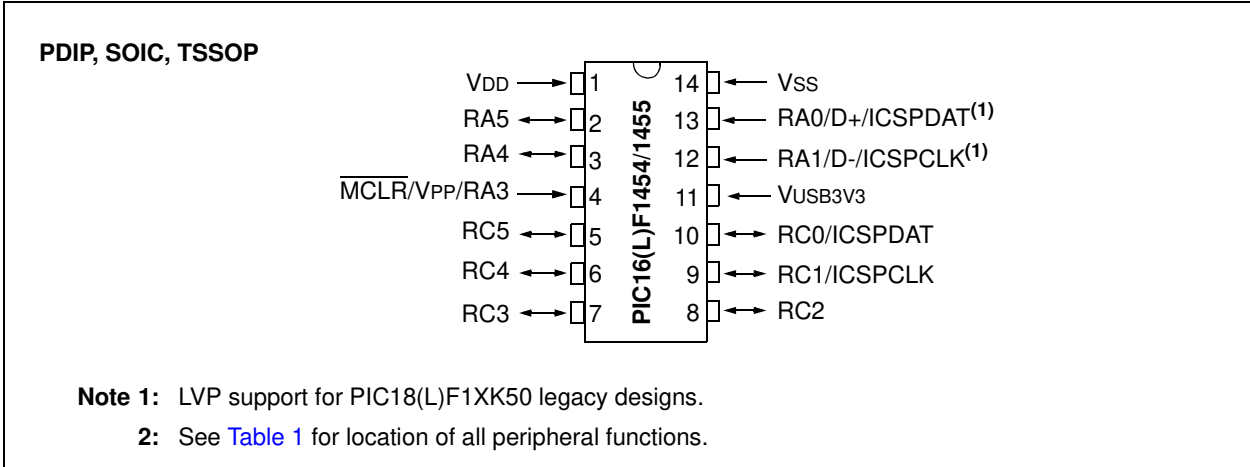 PDIP, SOIC, TSSOP
VDD 1 14 VSS
RA5 2 13 RA0/D+/ICSPDAT(1)
RA4 3 12 RA1/D-/ICSPCLK(1)
MCLR/VPP/RA3 4 11 VUSB3V3
RC5 5 10 RC0/ICSPDAT
RC4 6 9 RC1/ICSPCLK
RC3 7 8 RC2
PIC16(L)F1454/1455
Note 1: LVP support for PIC18(L)F1XK50 legacy designs.
2: See Table 1 for location of all peripheral functions.